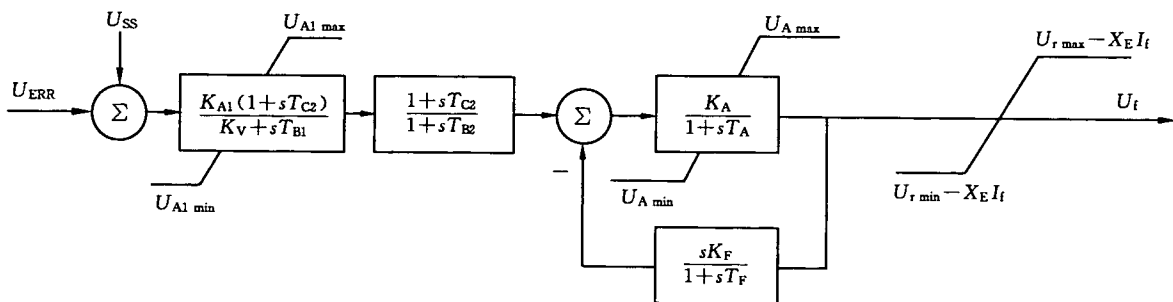 U_SS
U_A1 max
U_A max
U_r max − X_E I_f
U_ERR
Σ
K_A1(1+sT_C2)
K_V+sT_B1
1+sT_C2
1+sT_B2
Σ
K_A
1+sT_A
U_f
−
U_A1 min
U_A min
U_r min − X_E I_f
sK_F
1+sT_F